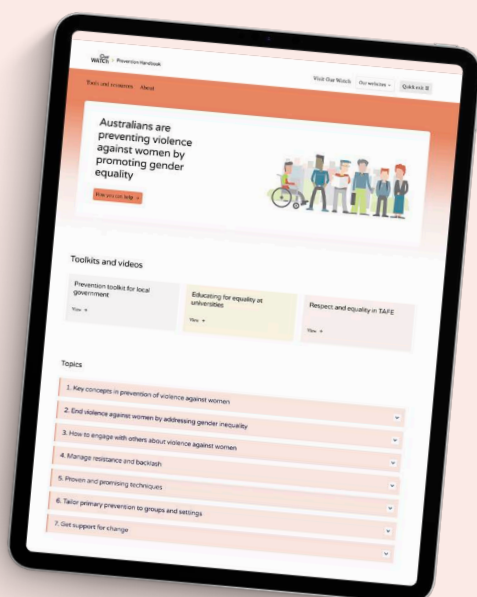 Our
WATCH
Prevention Handbook
Visit Our Watch
Our websites
Quick exit
Tools and resources
About
Australians are
preventing violence
against women by
promoting gender
equality
How you can help
Toolkits and videos
Prevention toolkit for local
government
View
Educating for equality at
universities
View
Respect and equality in TAFE
View
Topics
1. Key concepts in prevention of violence against women
2. End violence against women by addressing gender inequality
3. How to engage with others about violence against women
4. Manage resistance and backlash
5. Proven and promising techniques
6. Tailor primary prevention to groups and settings
7. Get support for change